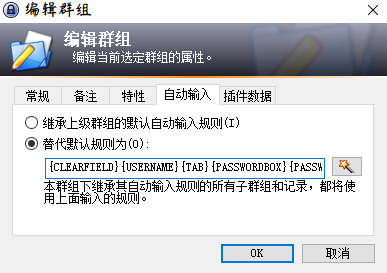 编辑群组
编辑群组
编辑当前选定群组的属性。
常规 备注 特性 自动输入 插件数据
继承上级群组的默认自动输入规则(I)
替代默认规则为(O):
{CLEARFIELD}{USERNAME}{TAB}{PASSWORDBOX}{PASSW
本群组下继承其自动输入规则的所有子群组和记录，都将使
用上面输入的规则。
OK 取消